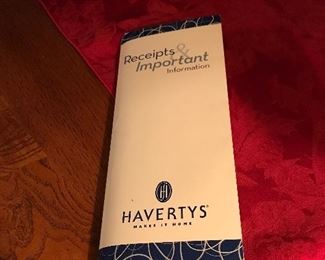 Receipts &
Important
Information
H
HAVERTYS®
MAKES IT HOME